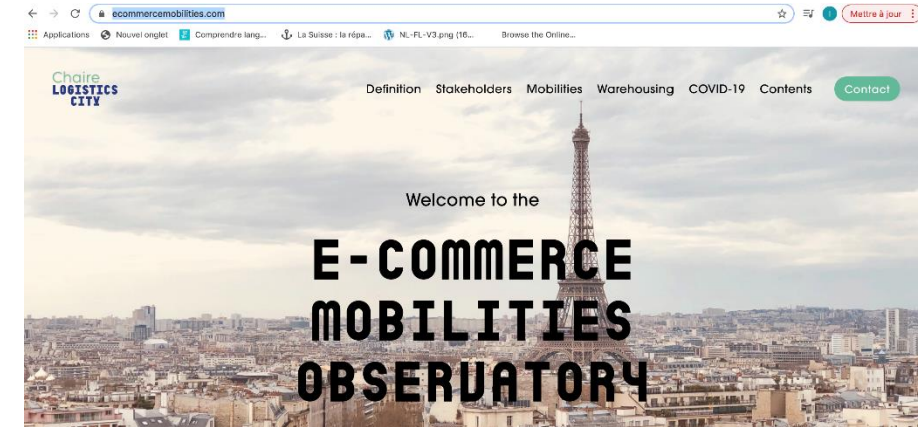 ecommercemobilities.com
Mettre à jour
Applications
Nouvel onglet
Comprendre lang...
La Suisse : la répa...
NL-FL-V3.png (16...
Browse the Online...
Chaire
LOGISTICS
CITY
Definition
Stakeholders
Mobilities
Warehousing
COVID-19
Contents
Contact
Welcome to the
E-COMMERCE
MOBILITIES
OBSERVATORY